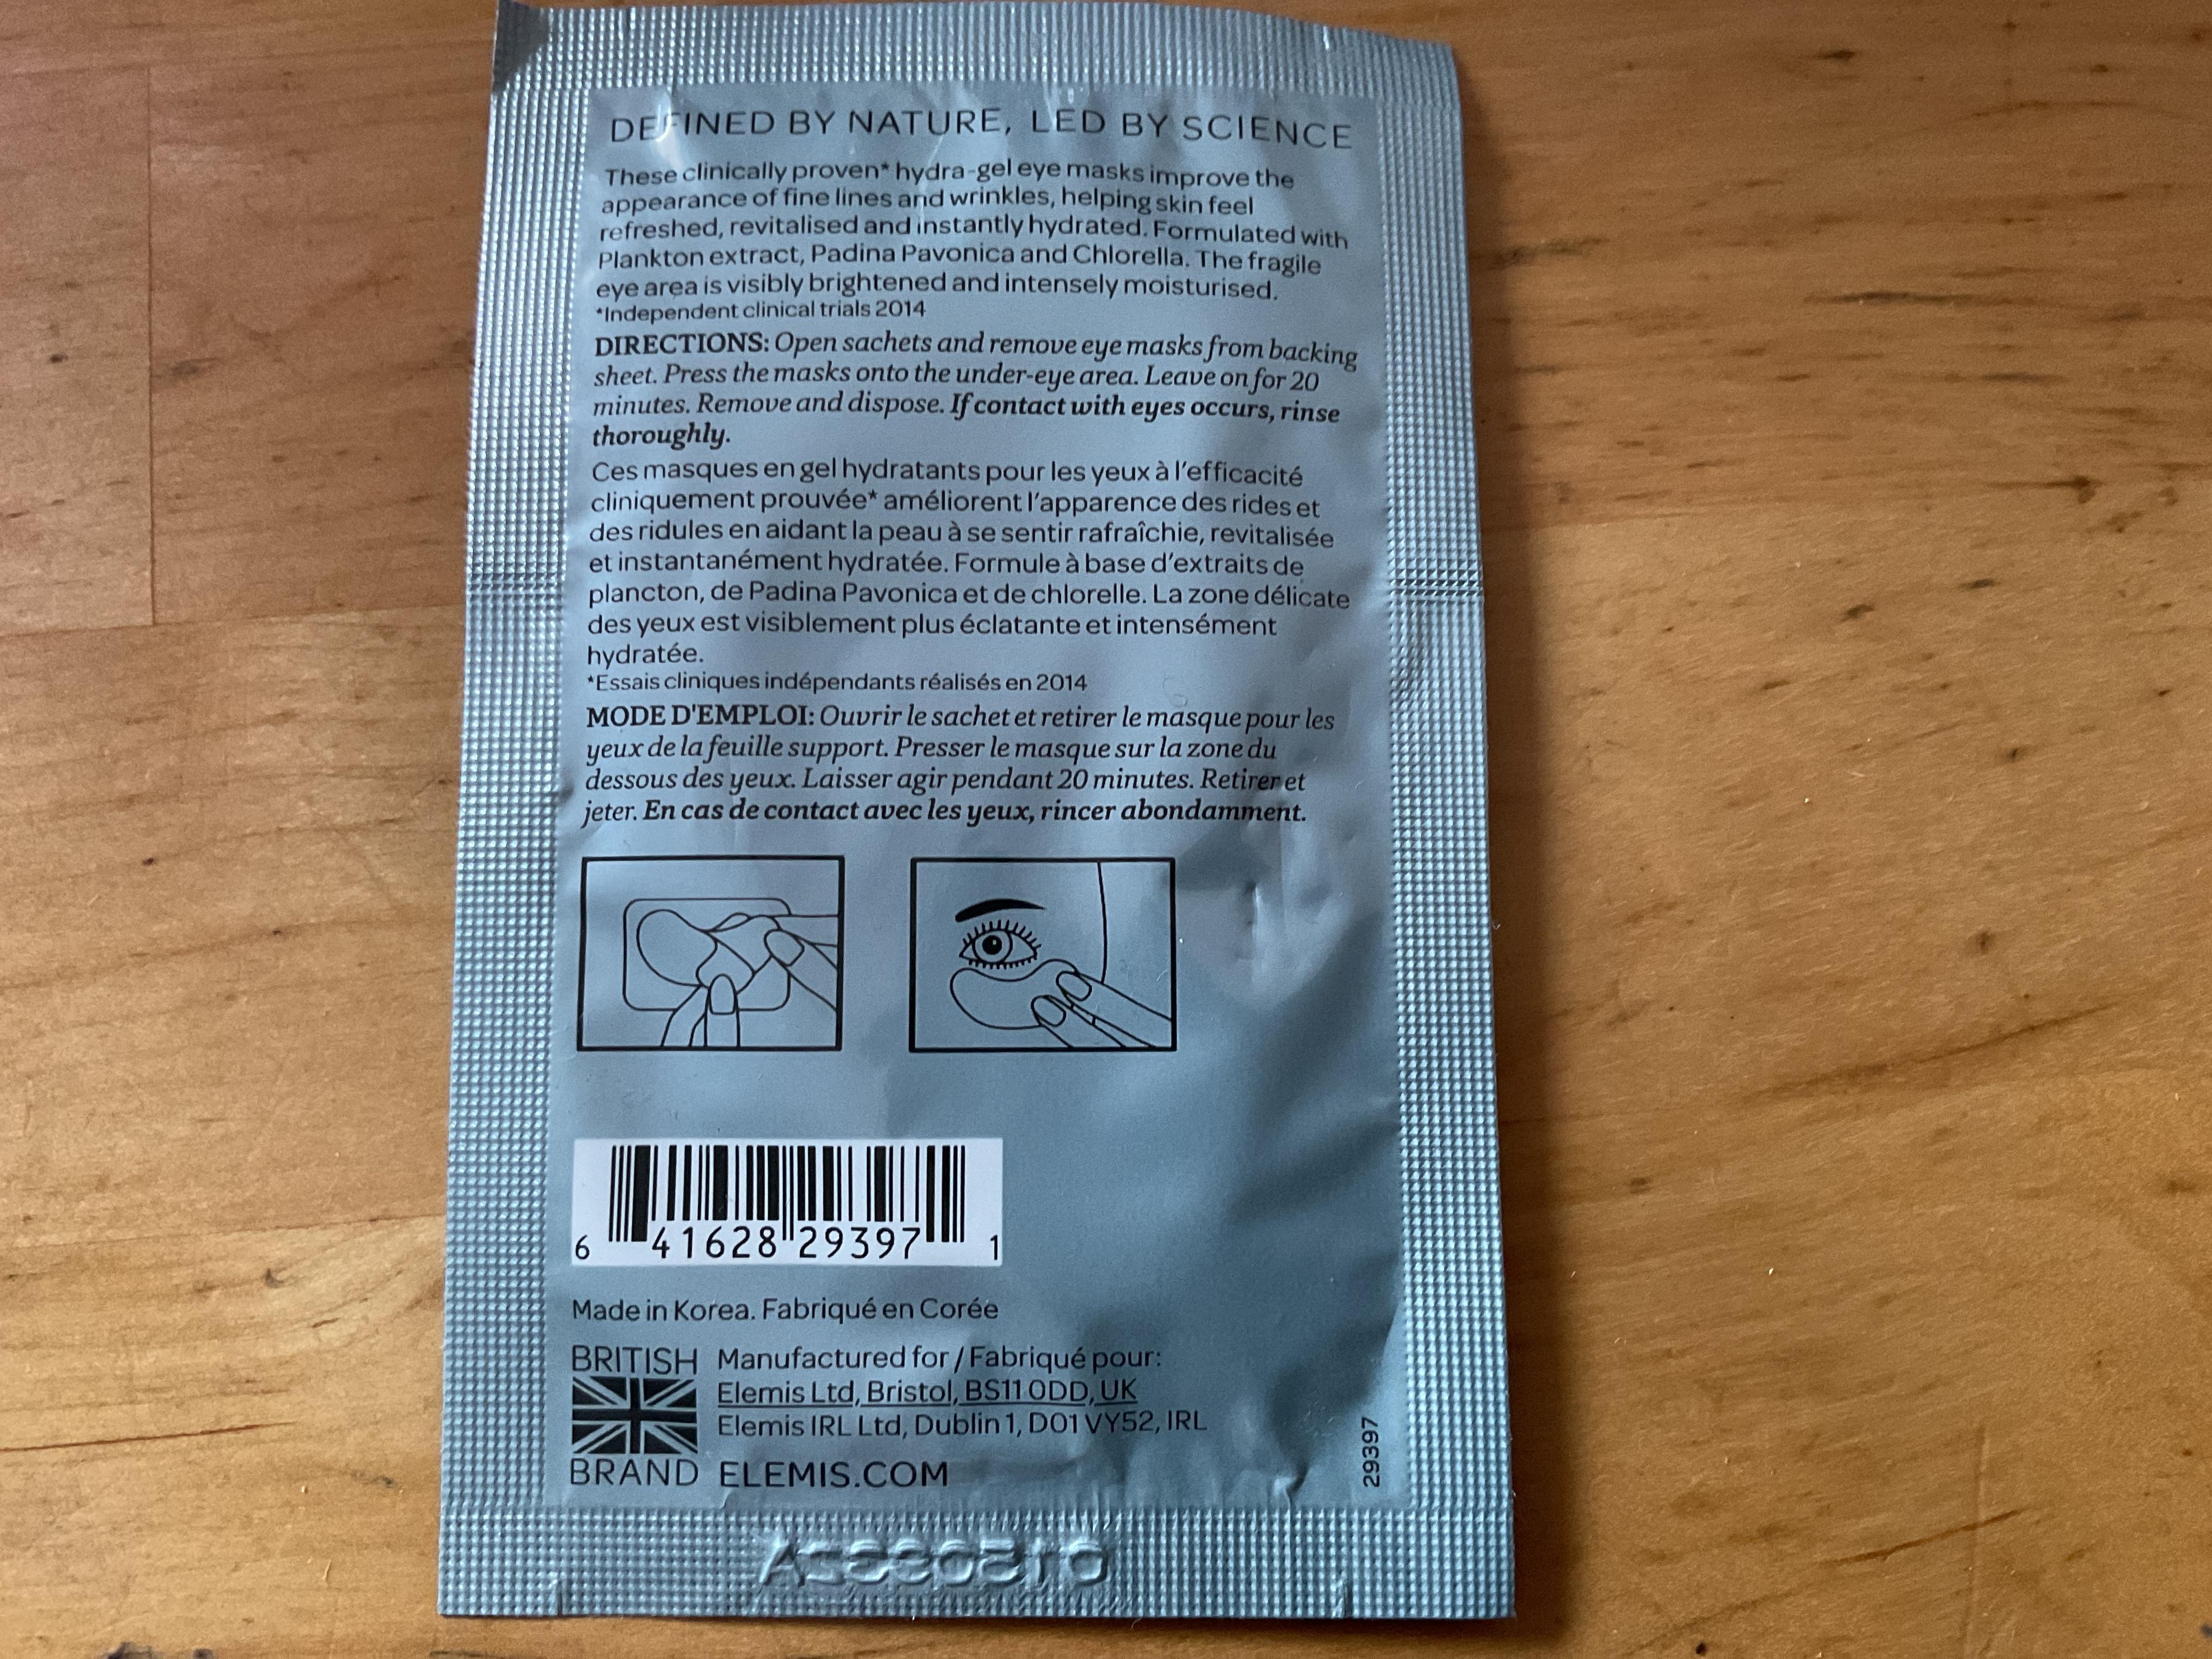 DEFINED BY NATURE, LED BY SCIENCE
These clinically proven* hydra-gel eye masks improve the
appearance of fine lines and wrinkles, helping skin feel
refreshed, revitalised and instantly hydrated. Formulated with
Plankton extract, Padina Pavonica and Chlorella. The fragile
eye area is visibly brightened and intensely moisturised.
*Independent clinical trials 2014
DIRECTIONS: Open sachets and remove eye masks from backing
sheet. Press the masks onto the under-eye area. Leave on for 20
minutes. Remove and dispose. If contact with eyes occurs, rinse
thoroughly.
Ces masques en gel hydratants pour les yeux à l'efficacité
cliniquement prouvée* améliorent l'apparence des rides et
des ridules en aidant la peau à se sentir rafraîchie, revitalisée
et instantanément hydratée. Formule à base d'extraits de
plancton, de Padina Pavonica et de chlorelle. La zone délicate
des yeux est visiblement plus éclatante et intensément
hydratée.
*Essais cliniques indépendants réalisés en 2014
MODE D'EMPLOI: Ouvrir le sachet et retirer le masque pour les
yeux de la feuille support. Presser le masque sur la zone du
dessous des yeux. Laisser agir pendant 20 minutes. Retirer et
jeter. En cas de contact avec les yeux, rincer abondamment.
6 41628 29397 1
Made in Korea. Fabriqué en Corée
BRITISH
BRAND
Manufactured for / Fabriqué pour:
Elemis Ltd, Bristol, BS11 0DD, UK
Elemis IRL Ltd, Dublin 1, D01 VY52, IRL
ELEMIS.COM
29397